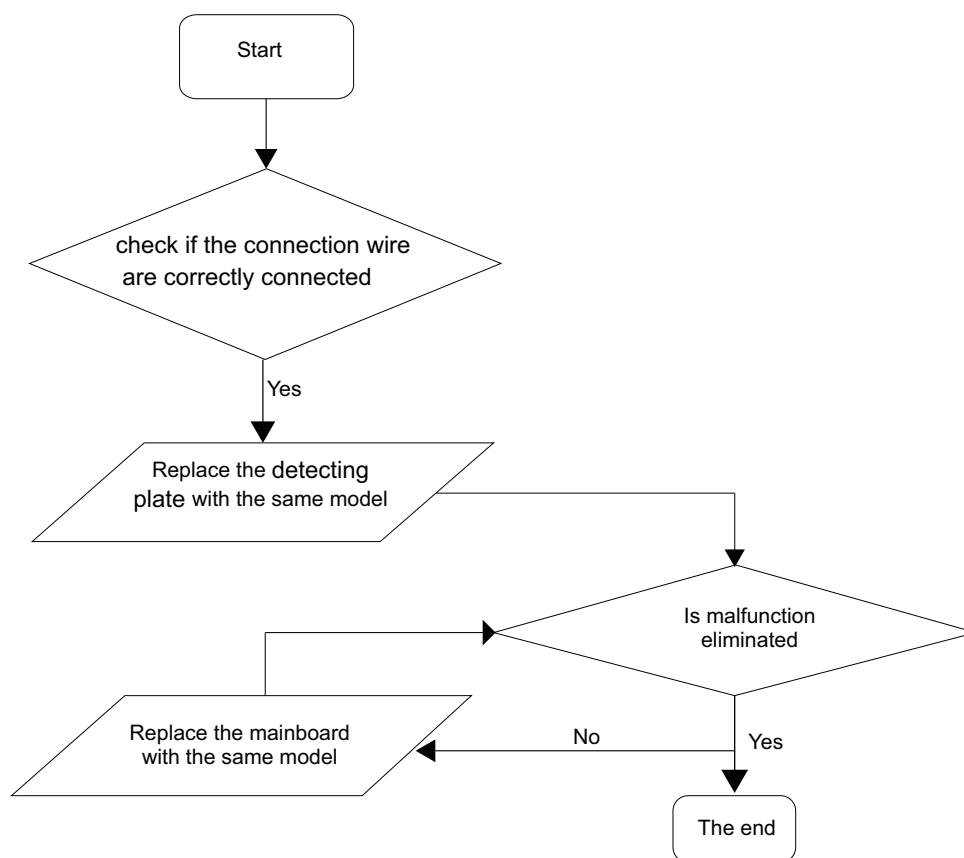 Start
check if the connection wire
are correctly connected
Yes
Replace the detecting
plate with the same model
Is malfunction
eliminated
Replace the mainboard
with the same model
No
Yes
The end